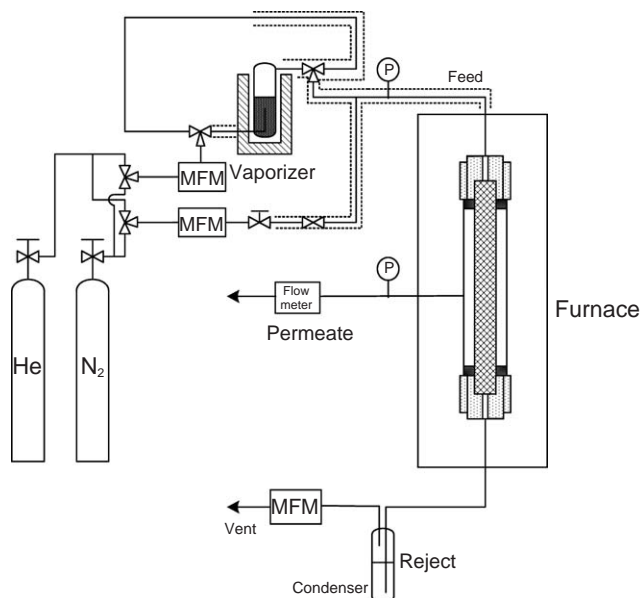 P
Feed
Vaporizer
MFM
MFM
P
Flow
meter
Permeate
Furnace
He
N₂
MFM
Vent
Reject
Condenser